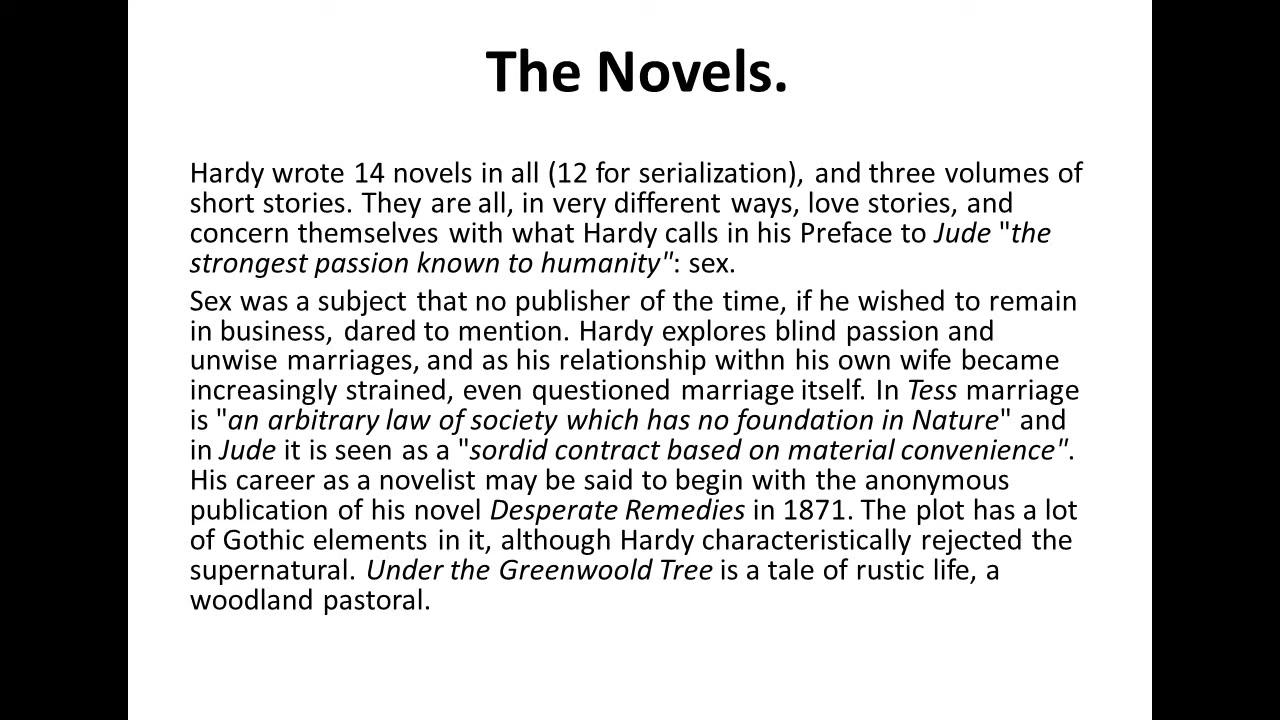 The Novels.
Hardy wrote 14 novels in all (12 for serialization), and three volumes of
short stories. They are all, in very different ways, love stories, and
concern themselves with what Hardy calls in his Preface to Jude "the
strongest passion known to humanity": sex.
Sex was a subject that no publisher of the time, if he wished to remain
in business, dared to mention. Hardy explores blind passion and
unwise marriages, and as his relationship withn his own wife became
increasingly strained, even questioned marriage itself. In Tess marriage
is "an arbitrary law of society which has no foundation in Nature" and
in Jude it is seen as a "sordid contract based on material convenience".
His career as a novelist may be said to begin with the anonymous
publication of his novel Desperate Remedies in 1871. The plot has a lot
of Gothic elements in it, although Hardy characteristically rejected the
supernatural. Under the Greenwoold Tree is a tale of rustic life, a
woodland pastoral.